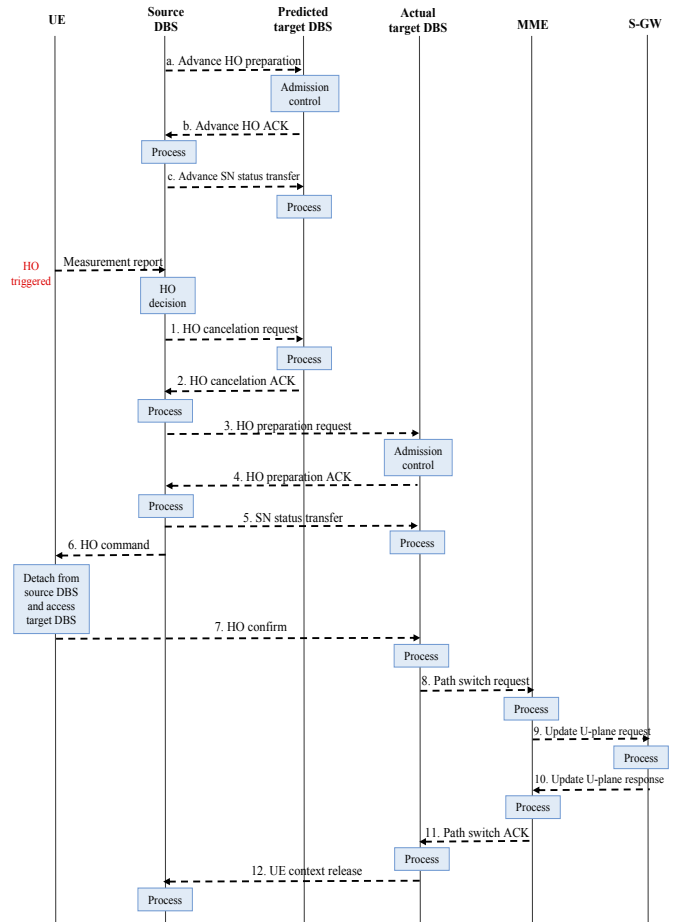 UE
Source
DBS
Predicted
target DBS
Actual
target DBS
MME
S-GW
a. Advance HO preparation
Admission
control
b. Advance HO ACK
Process
c. Advance SN status transfer
Process
HO
triggered
Measurement report
HO
decision
1. HO cancelation request
Process
2. HO cancelation ACK
Process
3. HO preparation request
Admission
control
4. HO preparation ACK
Process
5. SN status transfer
Process
6. HO command
Detach from
source DBS
and access
target DBS
7. HO confirm
Process
8. Path switch request
Process
9. Update U-plane request
Process
10. Update U-plane response
Process
11. Path switch ACK
Process
12. UE context release
Process